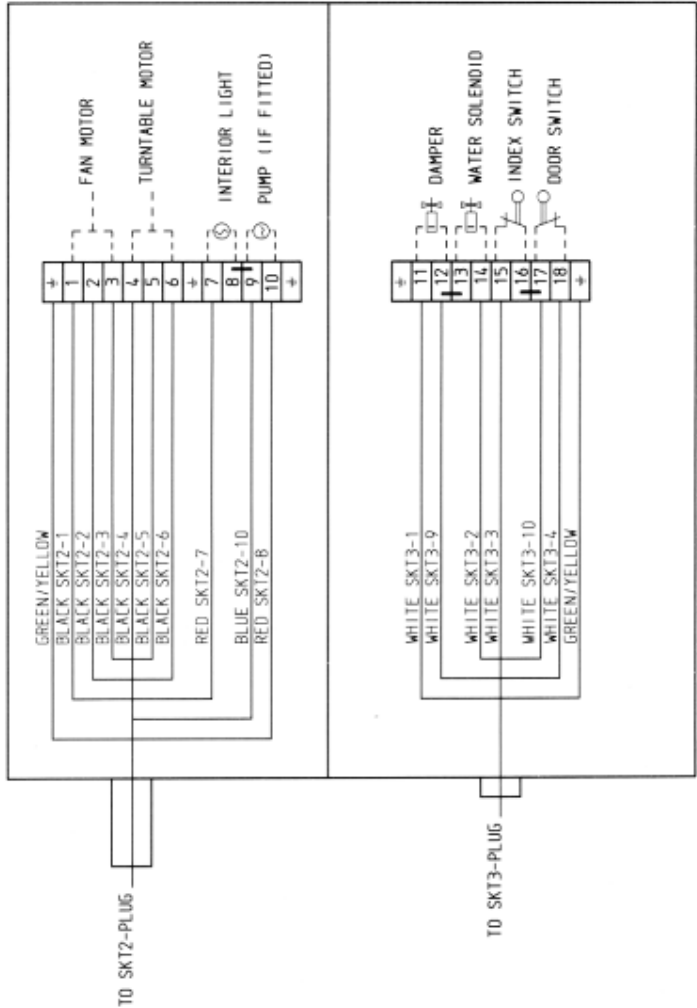 GREEN/YELLOW
BLACK SKT2-1
BLACK SKT2-2
BLACK SKT2-3
BLACK SKT2-4
BLACK SKT2-5
BLACK SKT2-6
RED SKT2-7
BLUE SKT2-10
RED SKT2-8
1
2
3
4
5
6
7
8
9
10
FAN MOTOR
TURNTABLE MOTOR
INTERIOR LIGHT
PUMP (IF FITTED)
TO SKT2-PLUG
WHITE SKT3-1
WHITE SKT3-9
WHITE SKT3-2
WHITE SKT3-3
WHITE SKT3-10
WHITE SKT3-4
GREEN/YELLOW
11
12
13
14
15
16
17
18
DAMPER
WATER SOLENOID
INDEX SWITCH
DOOR SWITCH
TO SKT3-PLUG